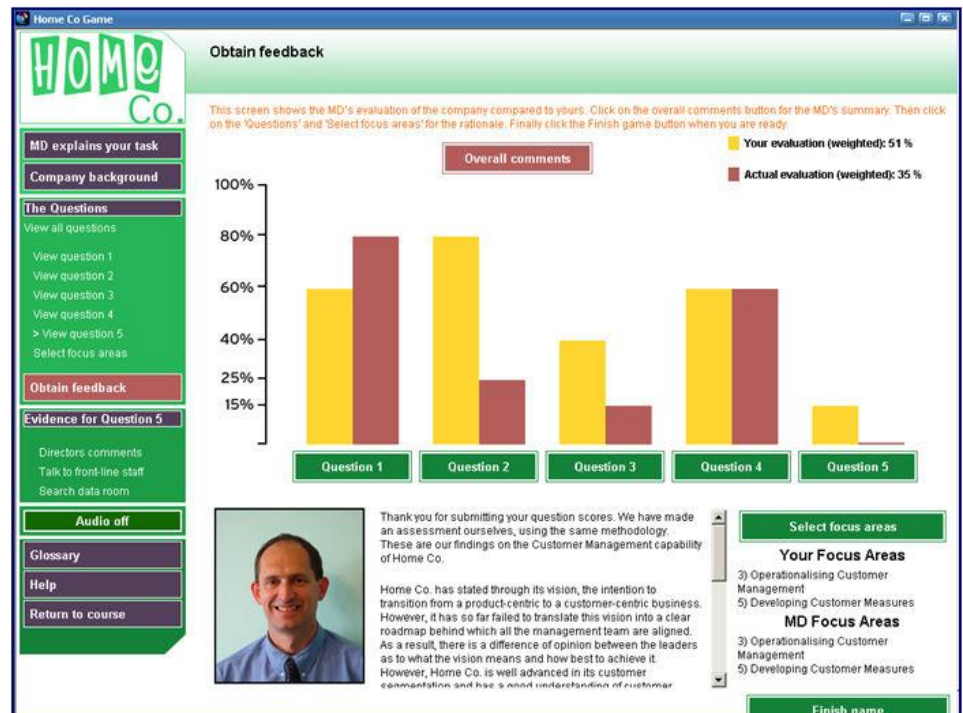 Home Co Game
HOME
Co.
Obtain feedback
This screen shows the MD's evaluation of the company compared to yours. Click on the overall comments button for the MD's summary. Then click
on the 'Questions' and 'Select focus areas' for the rationale. Finally click the Finish game button when you are ready.
MD explains your task
Company background
The Questions
View all questions
View question 1
View question 2
View question 3
View question 4
> View question 5
Select focus areas
Obtain feedback
Evidence for Question 5
Directors comments
Talk to front-line staff
Search data room
Audio off
Glossary
Help
Return to course
Overall comments
Your evaluation (weighted): 51 %
Actual evaluation (weighted): 35 %
100%
80%
60%
40%
25%
15%
Question 1
Question 2
Question 3
Question 4
Question 5
Thank you for submitting your question scores. We have made
an assessment ourselves, using the same methodology.
These are our findings on the Customer Management capability
of Home Co.
Home Co. has stated through its vision, the intention to
transition from a product-centric to a customer-centric business.
However, it has so far failed to translate this vision into a clear
roadmap behind which all the management team are aligned.
As a result, there is a difference of opinion between the leaders
as to what the vision means and how best to achieve it.
However, Home Co. is well advanced in its customer
segmentation and has a good understanding of customer
Select focus areas
Your Focus Areas
3) Operationalising Customer
Management
5) Developing Customer Measures
MD Focus Areas
3) Operationalising Customer
Management
5) Developing Customer Measures
Finish game